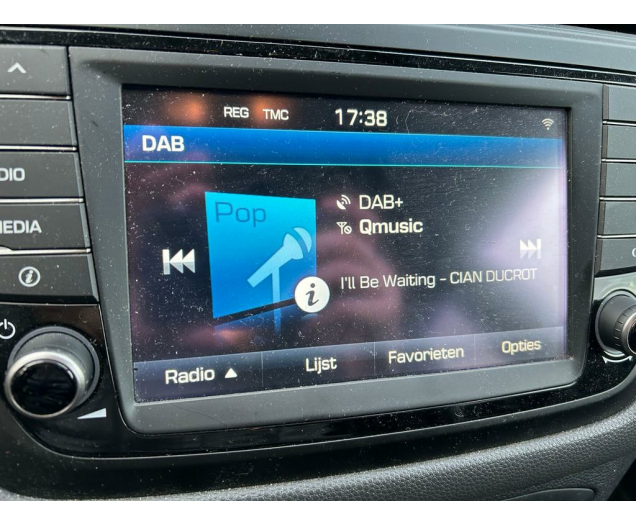 REG TMC 17:38
DAB
Pop
DAB+
Qmusic
I'll Be Waiting - CIAN DUCROT
Radio Lijst Favorieten Opties
DIO
MEDIA